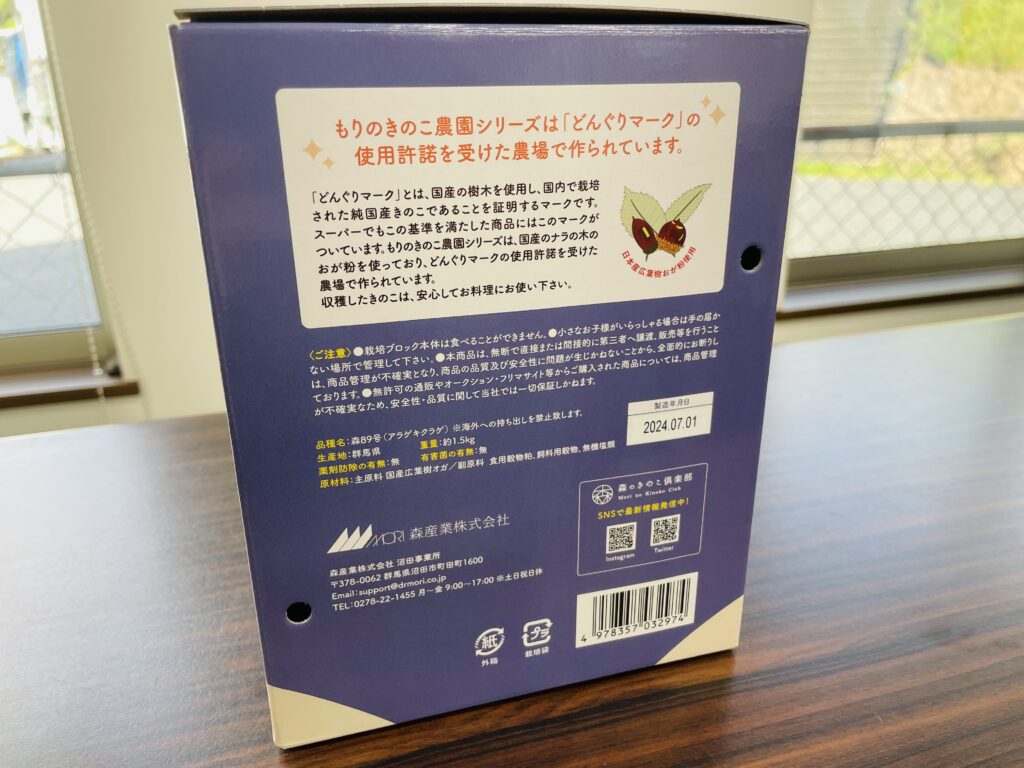 もりのきのこ農園シリーズは「どんぐりマーク」の
使用許諾を受けた農場で作られています。
「どんぐりマーク」とは、国産の樹木を使用し、国内で栽培
された純国産きのこであることを証明するマークです。
スーパーでもこの基準を満たした商品にはこのマークが
ついています。もりのきのこ農園シリーズは、国産のナラの木の
おが粉を使っており、どんぐりマークの使用許諾を受けた
農場で作られています。
収穫したきのこは、安心してお料理にお使い下さい。
日本産広葉樹おが粉使用
〈ご注意〉●栽培ブロック本体は食べることができません。●小さなお子様がいらっしゃる場合は手の届か
ない場所で管理して下さい。●本商品は、無断で直接または間接的に第三者へ譲渡、販売等を行うこと
は、商品管理が不確実となり、商品の品質及び安全性に問題が生じかねないことから、全面的にお断りし
ております。●無許可の通販やオークション・フリマサイト等からご購入された商品については、商品管理
が不確実なため、安全性・品質に関して当社では一切保証しかねます。
品種名：森89号（アラゲキクラゲ）※海外への持ち出しを禁止致します。
生産地：群馬県 重量：約1.5kg
薬剤防除の有無：無 有害菌の有無：無
原材料：主原料 国産広葉樹オガ／副原料 食用穀物粕、飼料用穀物、無機塩類
製造年月日
2024.07.01
森のきのこ倶楽部
Mori no Kinoko Club
SNSで最新情報発信中！
Instagram
Twitter
MORI 森産業株式会社
森産業株式会社 沼田事業所
〒378-0062 群馬県沼田市町田町1600
Email：support@drmori.co.jp
TEL：0278-22-1455 月～金 9:00～17:00 ※土日祝日休
紙
外箱
プラ
栽培袋
4 978357 032974